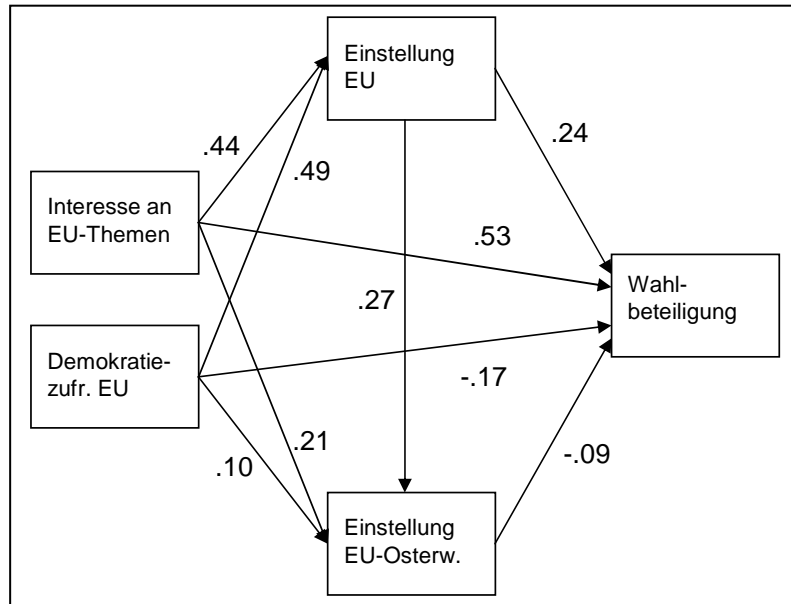 Einstellung
EU
.44
.49
.24
Interesse an
EU-Themen
.53
.27
Wahl-
beteiligung
Demokratie-
zufr. EU
-.17
.21
.10
-.09
Einstellung
EU-Osterw.